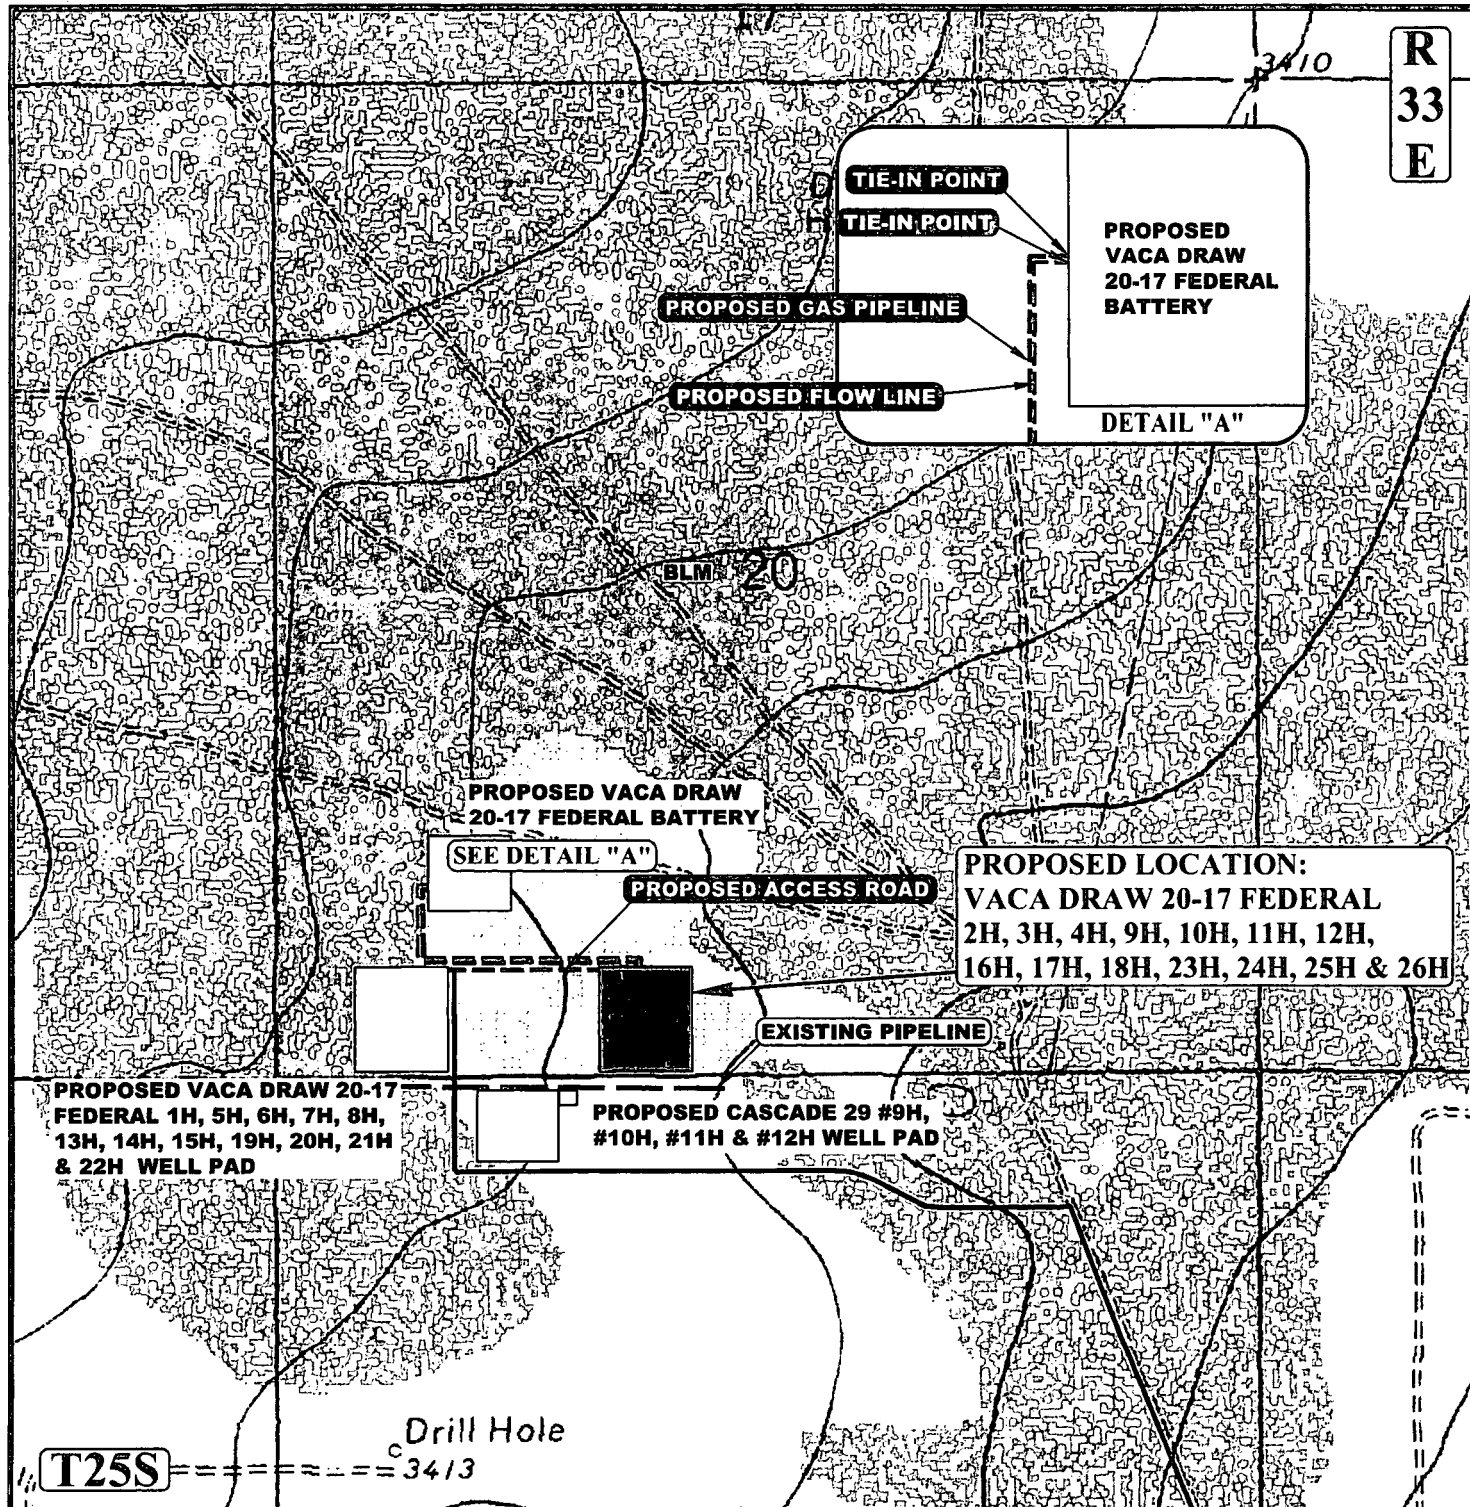 17
3410
R
33
E
TIE-IN POINT
TIE-IN POINT
PROPOSED
VACA DRAW
20-17 FEDERAL
BATTERY
PROPOSED GAS PIPELINE
PROPOSED FLOW LINE
DETAIL "A"
BLM
20
PROPOSED VACA DRAW
20-17 FEDERAL BATTERY
SEE DETAIL "A"
PROPOSED ACCESS ROAD
PROPOSED LOCATION:
VACA DRAW 20-17 FEDERAL
2H, 3H, 4H, 9H, 10H, 11H, 12H,
16H, 17H, 18H, 23H, 24H, 25H & 26H
EXISTING PIPELINE
PROPOSED VACA DRAW 20-17
FEDERAL 1H, 5H, 6H, 7H, 8H,
13H, 14H, 15H, 19H, 20H, 21H
& 22H WELL PAD
PROPOSED CASCADE 29 #9H,
#10H, #11H & #12H WELL PAD
Drill Hole
3413
T25S